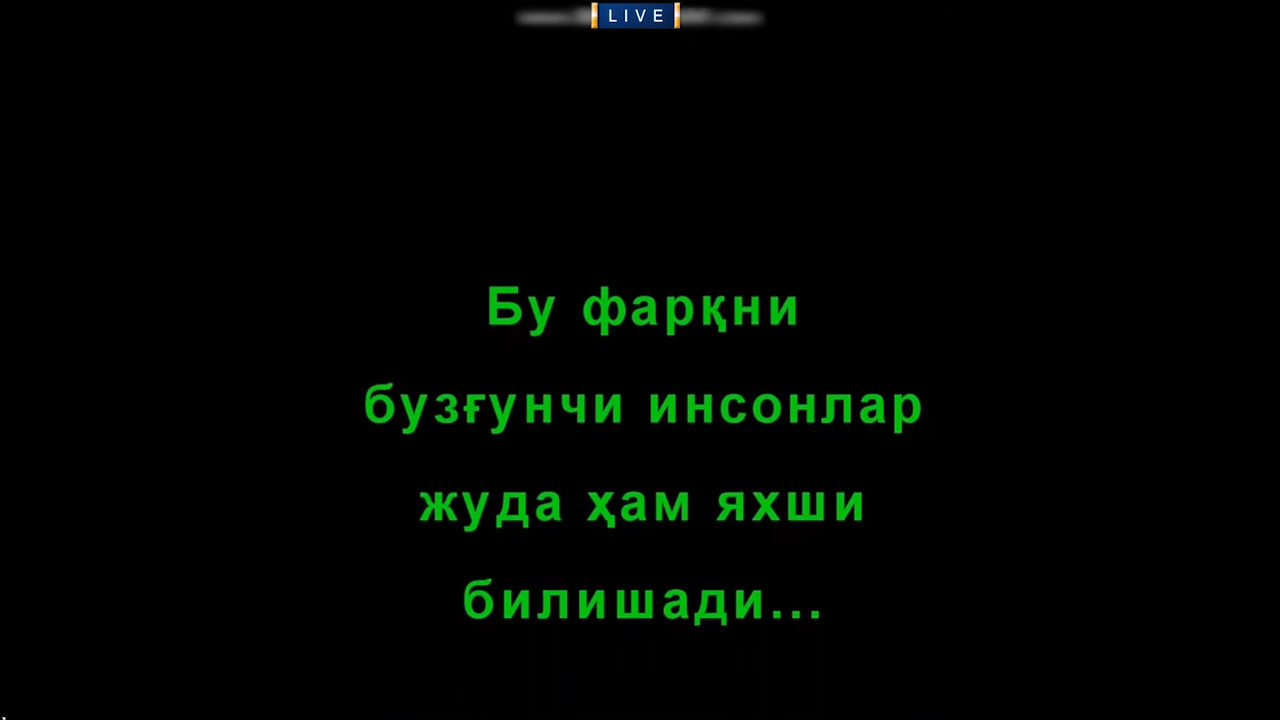 LIVE
Бу фарқни
бузғунчи инсонлар
жуда ҳам яхши
билишади...